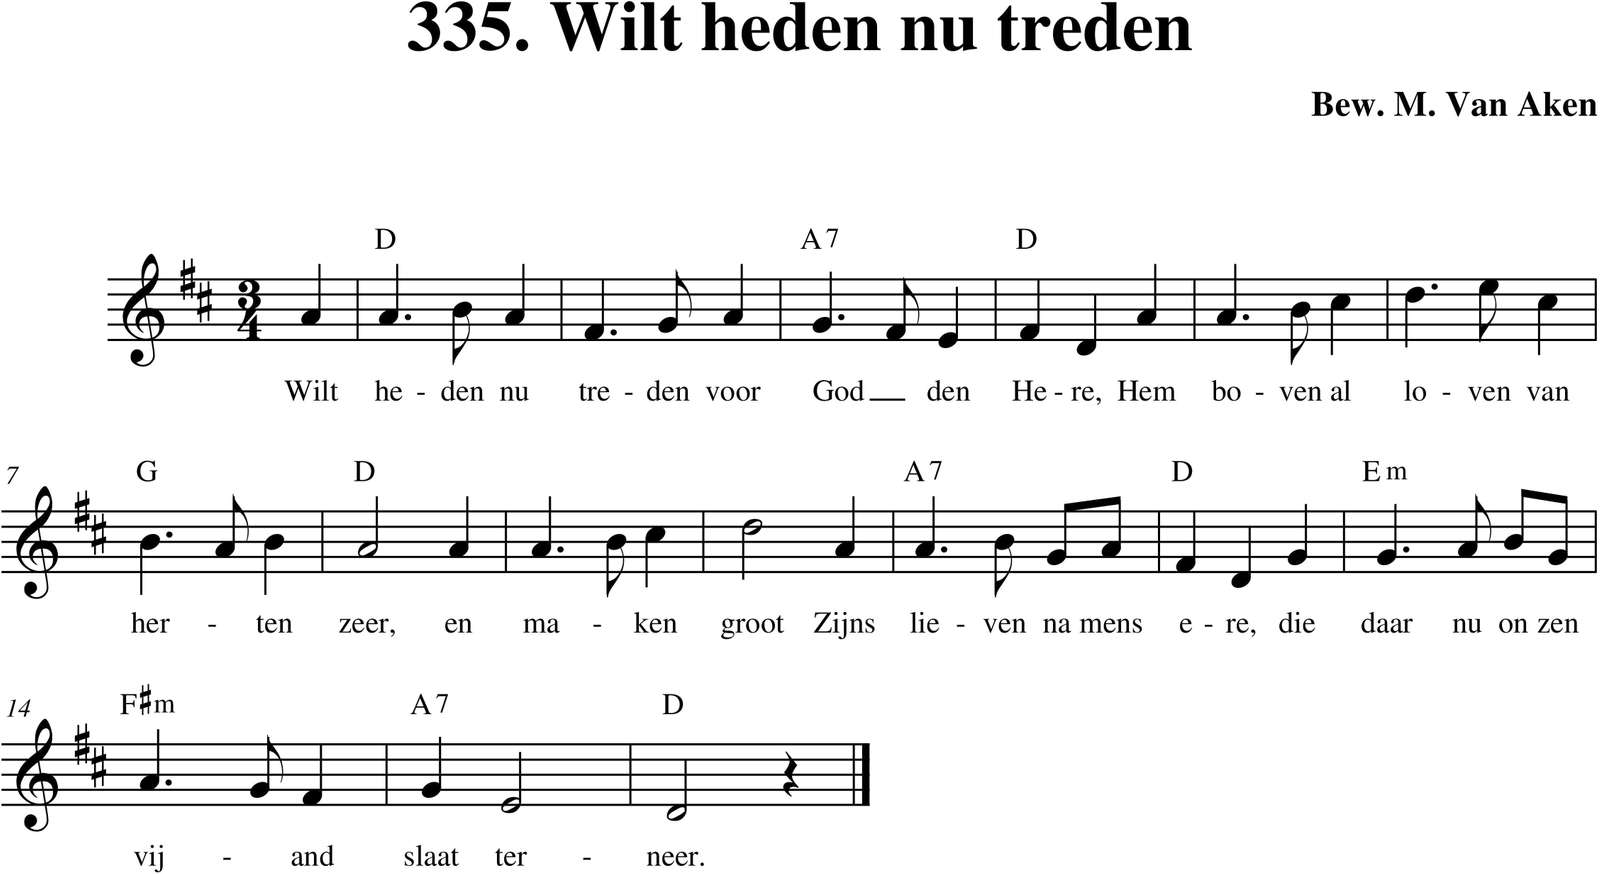 335. Wilt heden nu treden
Bew. M. Van Aken
D A7 D
3
4
Wilt he - den nu tre - den voor God __ den He - re, Hem bo - ven al lo - ven van
7 G D A7 D Em
her - ten zeer, en ma - ken groot Zijns lie - ven na mens e - re, die daar nu on zen
14 F♯m A7 D
vij - and slaat ter - neer.